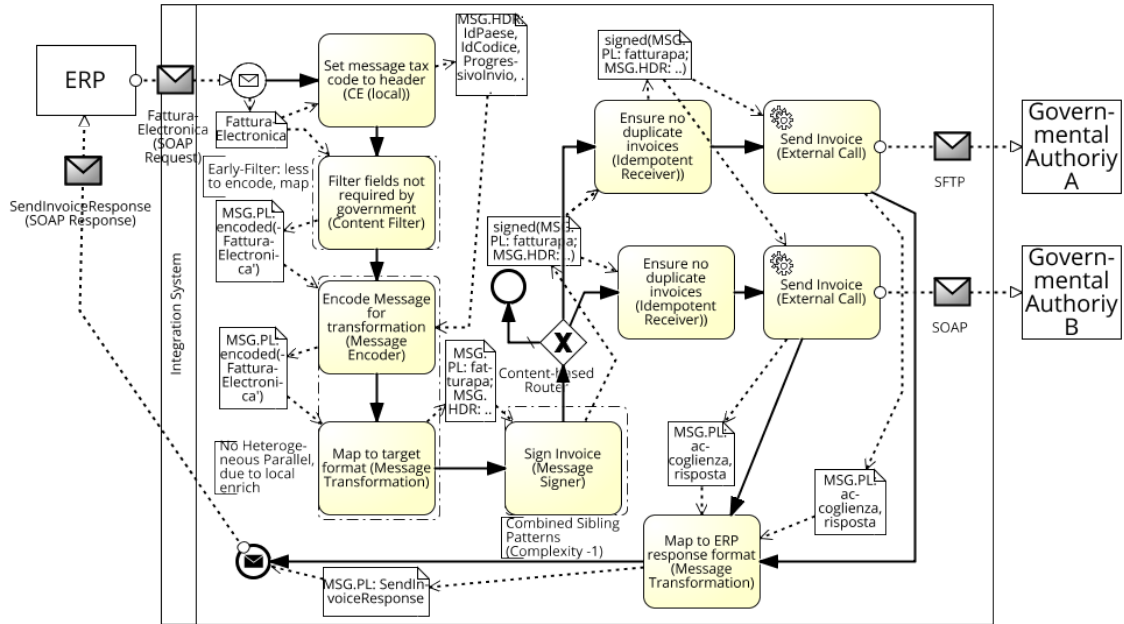 ERP
Fattura-
Electronica
(SOAP
Request)
SendInvoiceResponse
(SOAP Response)
Integration System
Set message tax
code to header
(CE (local))
MSG.HDR:
IdPaese,
IdCodice,
Progres-
sivoInvio, .
Fattura-
Electronica
Early-Filter: less
to encode, map
Filter fields not
required by
government
(Content Filter)
MSG.PL:
encoded(-
Fattura-
Electroni-
ca')
Encode Message
for
transformation
(Message
Encoder)
MSG.PL:
encoded(-
Fattura-
Electroni-
ca')
No Heteroge-
neous Parallel,
due to local
enrich
Map to target
format (Message
Transformation)
MSG.
PL: fat-
turapa;
MSG.
HDR: ..
Sign Invoice
(Message
Signer)
Combined Sibling
Patterns
(Complexity -1)
Content-based
Router
signed(MSG.
PL: fatturapa;
MSG.HDR: ..)
signed(MSG.
PL: fatturapa;
MSG.HDR: ..)
Ensure no
duplicate
invoices
(Idempotent
Receiver))
Send Invoice
(External Call)
SFTP
Govern-
mental
Authoriy
A
Ensure no
duplicate
invoices
(Idempotent
Receiver))
Send Invoice
(External Call)
SOAP
Govern-
mental
Authoriy
B
MSG.PL:
ac-
coglienza,
risposta
MSG.PL:
ac-
coglienza,
risposta
Map to ERP
response format
(Message
Transformation)
MSG.PL: SendIn-
voiceResponse